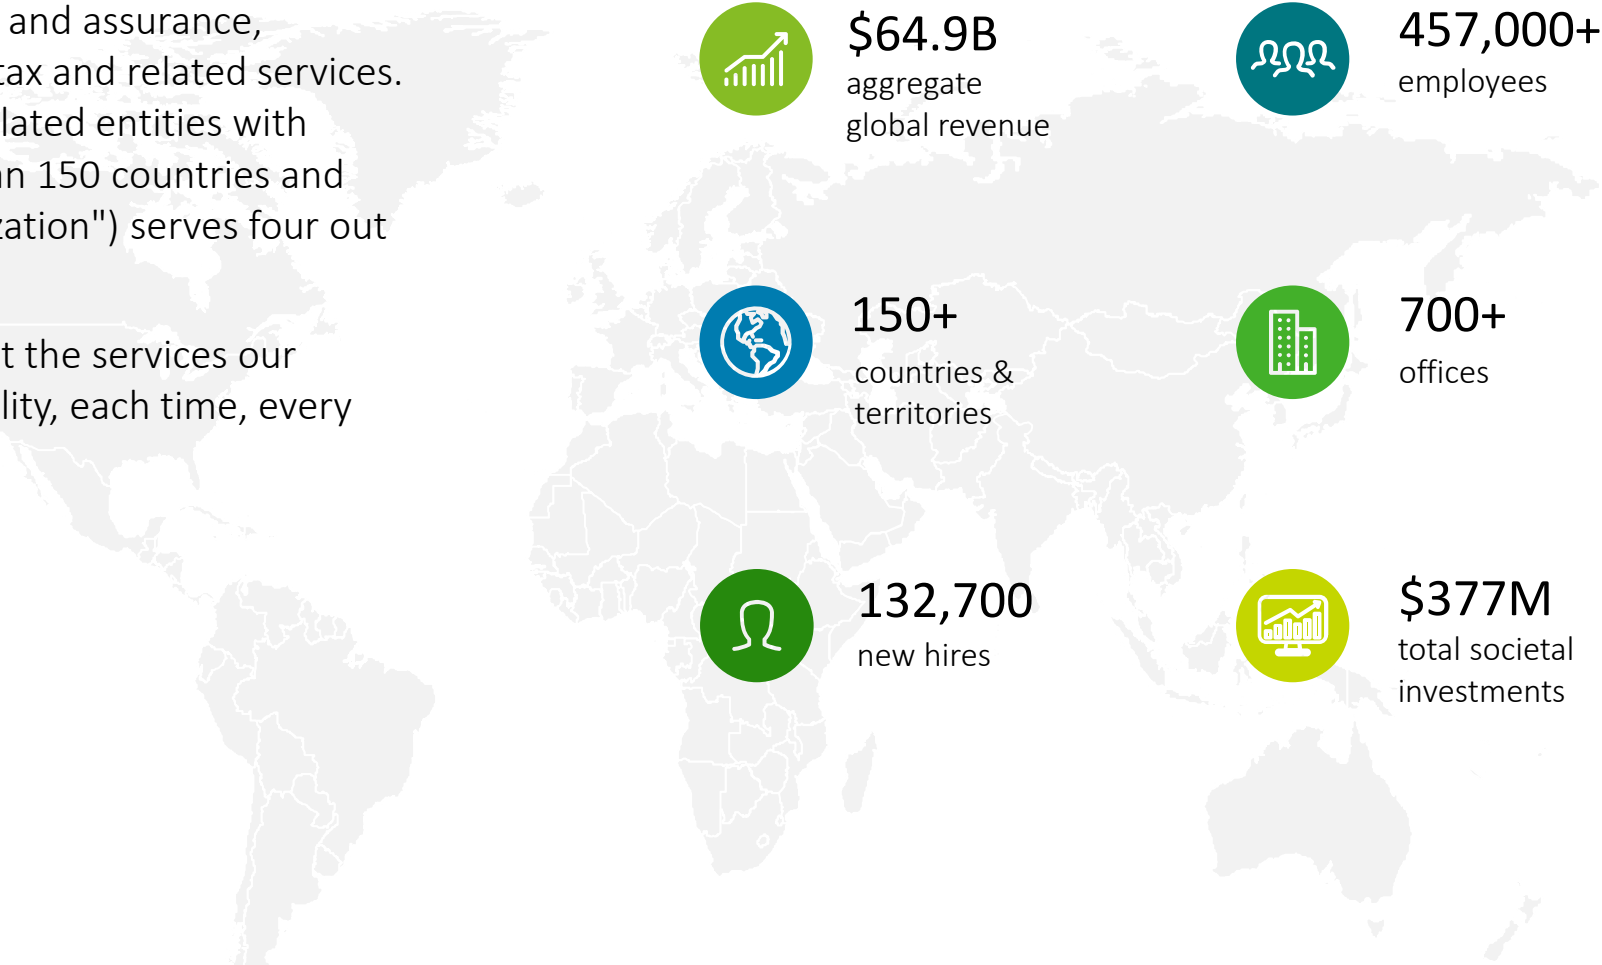 and assurance,
tax and related services.
lated entities with
an 150 countries and
zation") serves four out
t the services our
lity, each time, every
$64.9B
aggregate
global revenue
457,000+
employees
150+
countries &
territories
700+
offices
132,700
new hires
$377M
total societal
investments